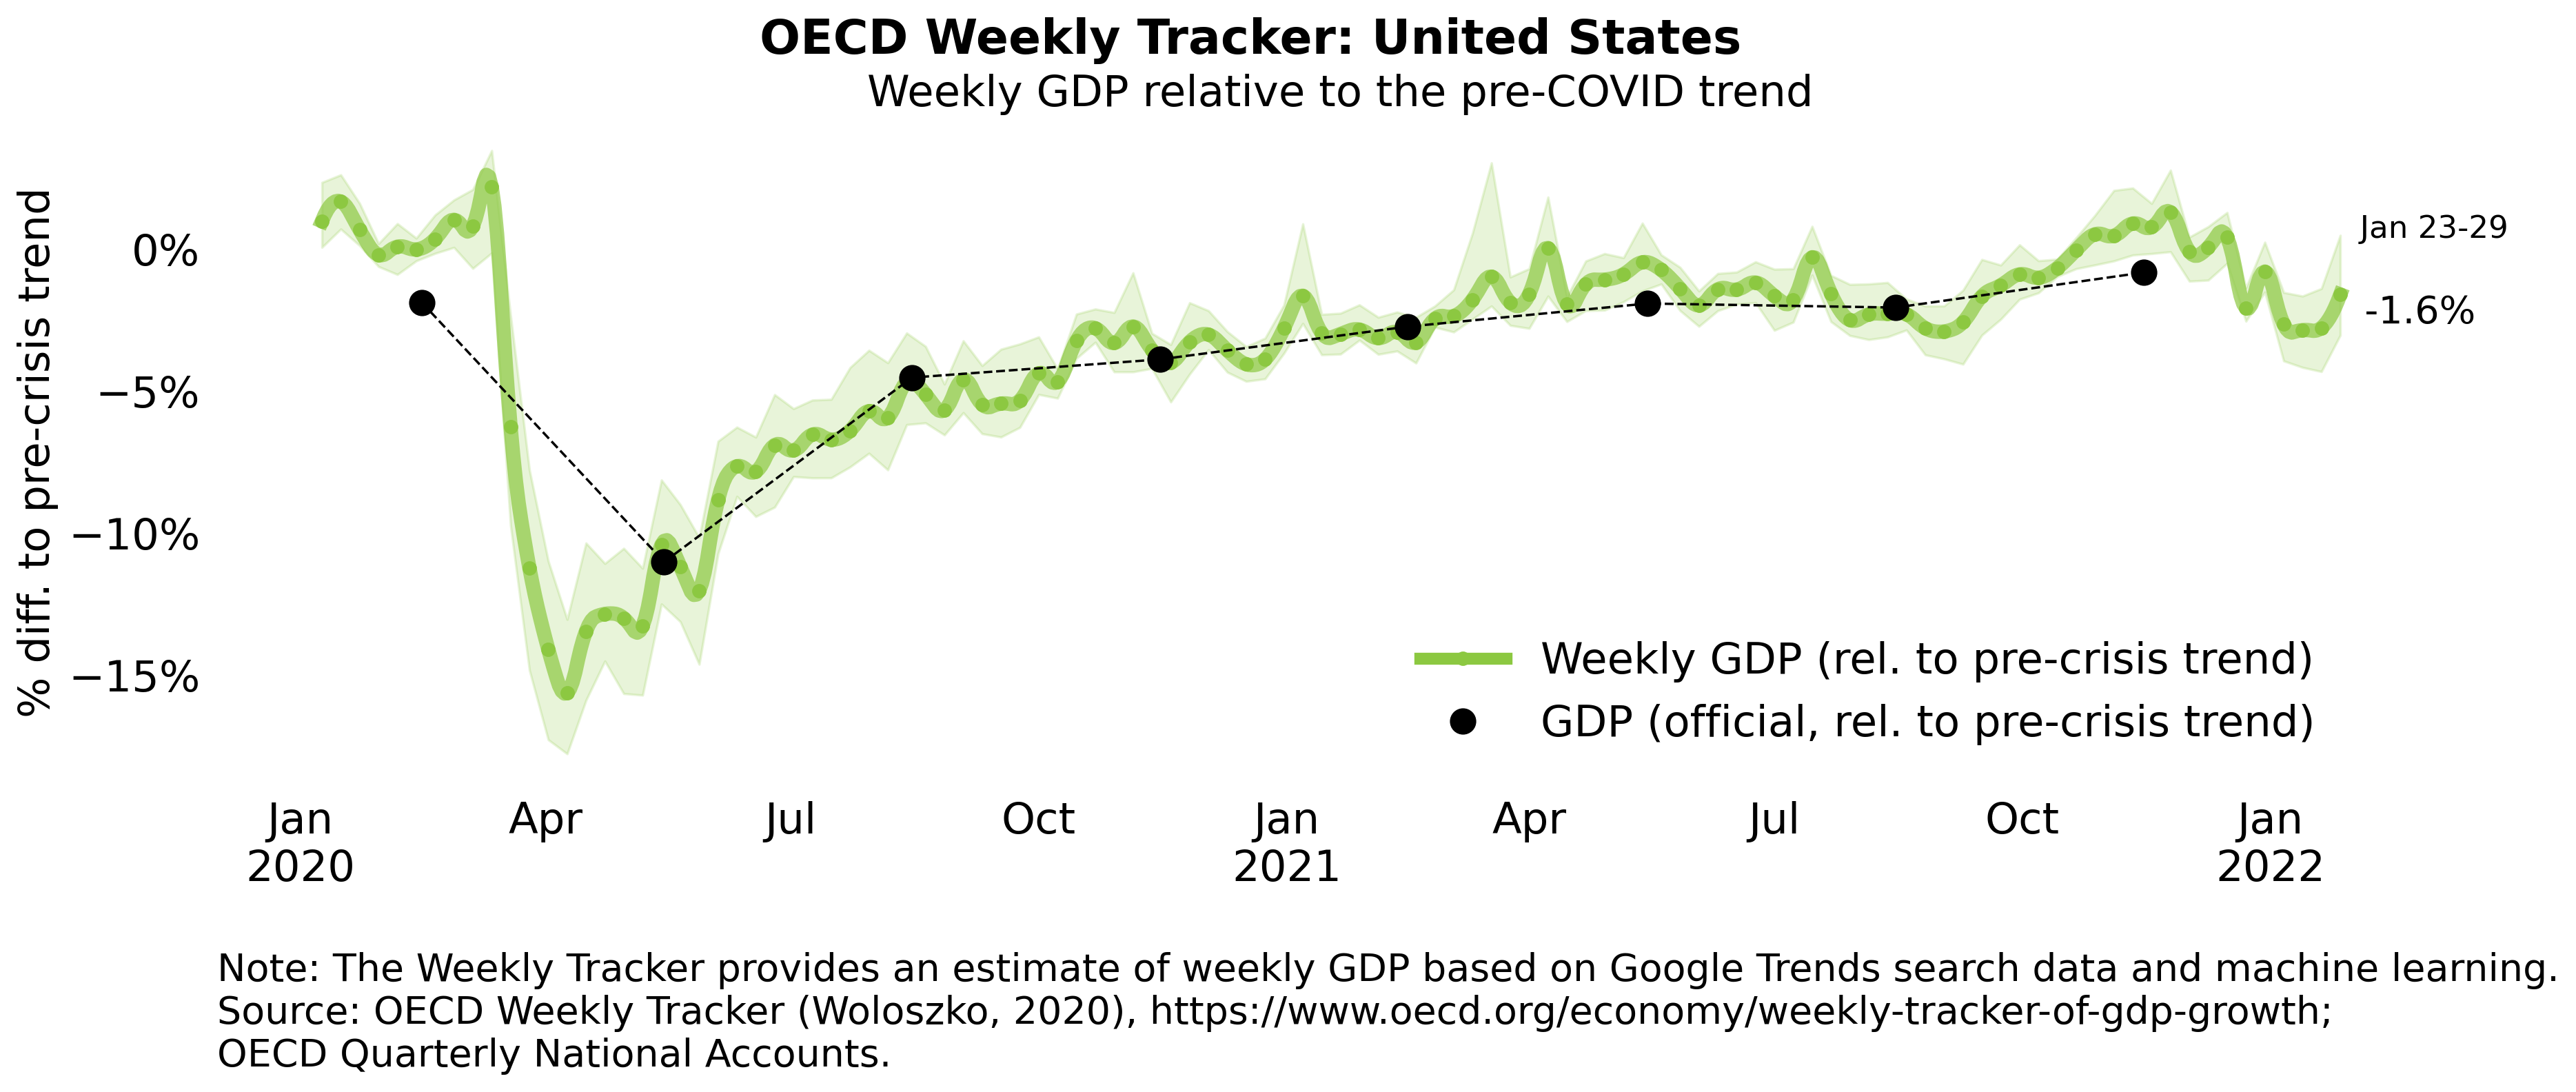 OECD Weekly Tracker: United States
Weekly GDP relative to the pre-COVID trend
% diff. to pre-crisis trend
0%
−5%
−10%
−15%
Jan 23-29
-1.6%
Weekly GDP (rel. to pre-crisis trend)
GDP (official, rel. to pre-crisis trend)
Jan Apr Jul Oct Jan Apr Jul Oct Jan
2020 2021 2022
Note: The Weekly Tracker provides an estimate of weekly GDP based on Google Trends search data and machine learning.
Source: OECD Weekly Tracker (Woloszko, 2020), https://www.oecd.org/economy/weekly-tracker-of-gdp-growth;
OECD Quarterly National Accounts.